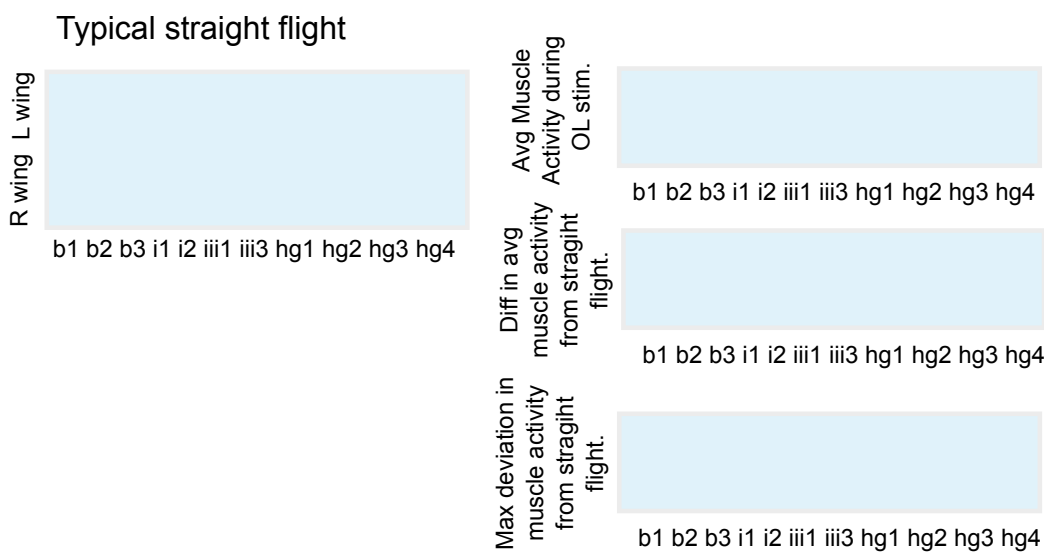 Typical straight flight
R wing L wing
b1 b2 b3 i1 i2 iii1 iii3 hg1 hg2 hg3 hg4
Avg Muscle
Activity during
OL stim.
b1 b2 b3 i1 i2 iii1 iii3 hg1 hg2 hg3 hg4
Diff in avg
muscle activity
from stragiht
flight.
b1 b2 b3 i1 i2 iii1 iii3 hg1 hg2 hg3 hg4
Max deviation in
muscle activity
from stragiht
flight.
b1 b2 b3 i1 i2 iii1 iii3 hg1 hg2 hg3 hg4